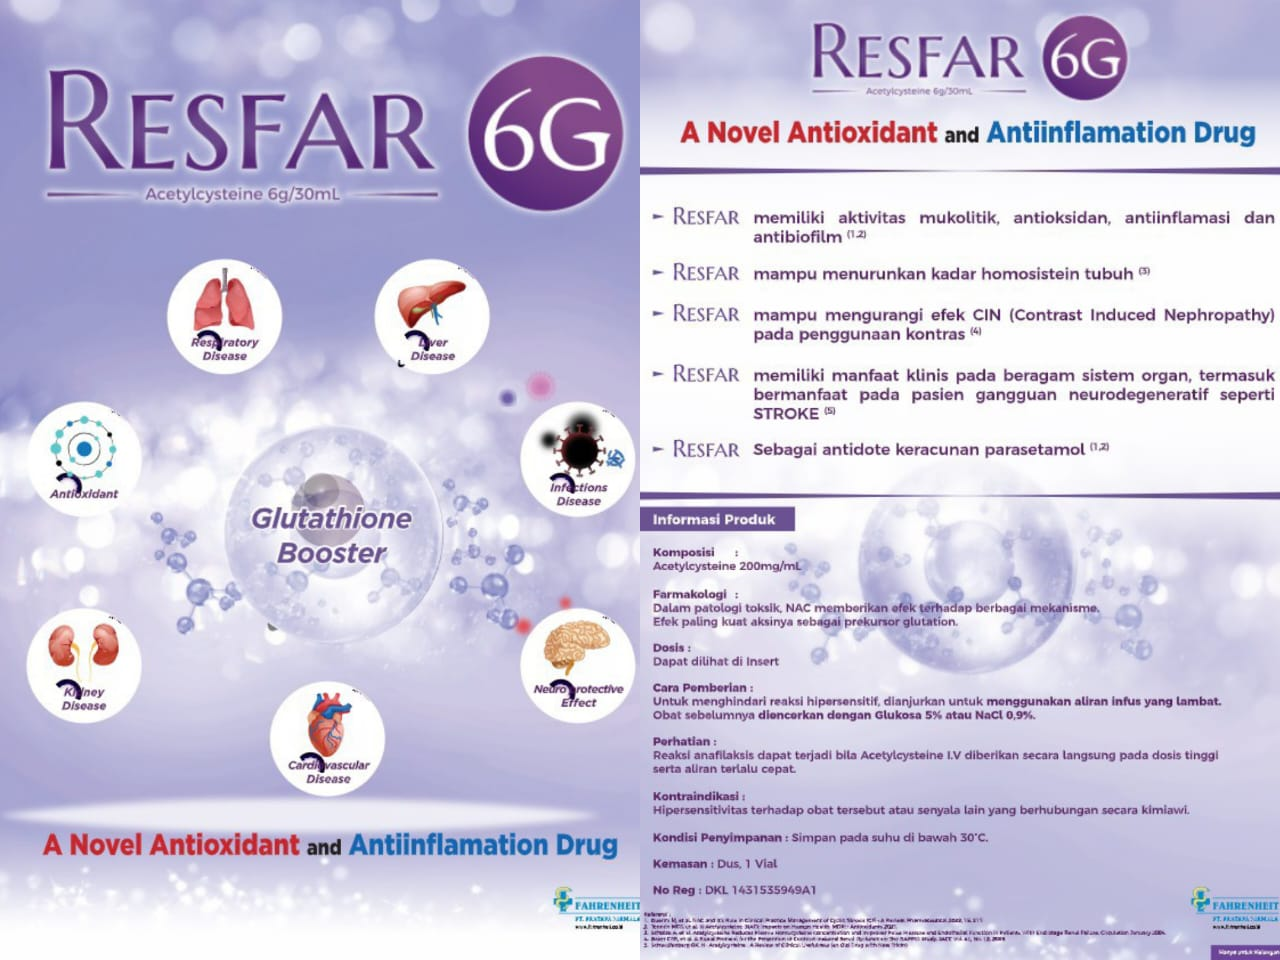 RESFAR 6G
Acetylcysteine 6g/30mL
Respiratory
Disease
Liver
Disease
Antioxidant
Infections
Disease
Glutathione
Booster
Kidney
Disease
Neuro protective
Effect
Cardiovascular
Disease
A Novel Antioxidant and Antiinflamation Drug
FAHRENHEIT
RESFAR 6G
Acetylcysteine 6g/30mL
A Novel Antioxidant and Antiinflamation Drug
➤ RESFAR memiliki aktivitas mukolitik, antioksidan, antiinflamasi dan
antibiofilm (1,2)
➤ RESFAR mampu menurunkan kadar homosistein tubuh (3)
➤ RESFAR mampu mengurangi efek CIN (Contrast Induced Nephropathy)
pada penggunaan kontras (4)
➤ RESFAR memiliki manfaat klinis pada beragam sistem organ, termasuk
bermanfaat pada pasien gangguan neurodegeneratif seperti
STROKE (5)
➤ RESFAR Sebagai antidote keracunan parasetamol (1,2)
Informasi Produk
Komposisi :
Acetylcysteine 200mg/mL
Farmakologi :
Dalam patologi toksik, NAC memberikan efek terhadap berbagai mekanisme.
Efek paling kuat aksinya sebagai prekursor glutation.
Dosis :
Dapat dilihat di Insert
Cara Pemberian :
Untuk menghindari reaksi hipersensitif, dianjurkan untuk menggunakan aliran infus yang lambat.
Obat sebelumnya diencerkan dengan Glukosa 5% atau NaCl 0,9%.
Perhatian :
Reaksi anafilaksis dapat terjadi bila Acetylcysteine I.V diberikan secara langsung pada dosis tinggi
serta aliran terlalu cepat.
Kontraindikasi :
Hipersensitivitas terhadap obat tersebut atau senyala lain yang berhubungan secara kimiawi.
Kondisi Penyimpanan : Simpan pada suhu di bawah 30°C.
Kemasan : Dus, 1 Vial
No Reg : DKL 1431535949A1
FAHRENHEIT